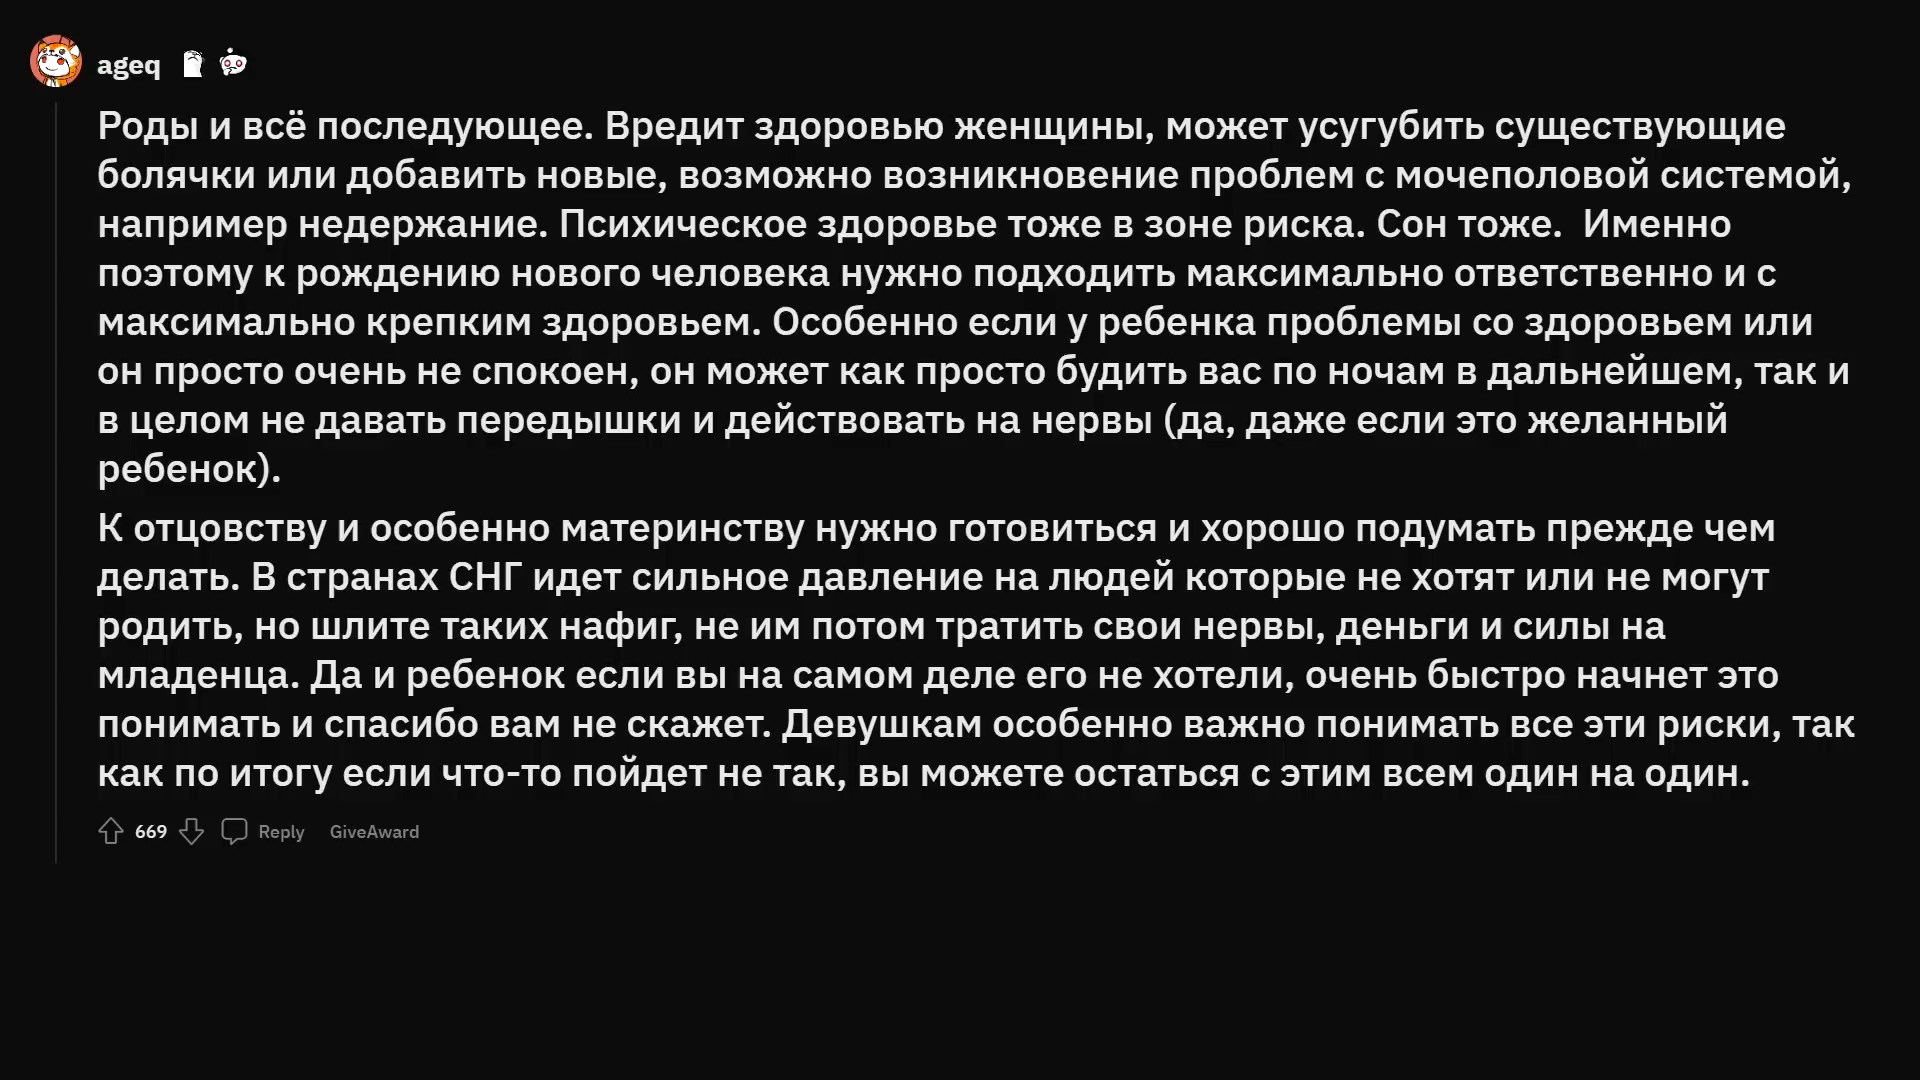 ageq
Роды и всё последующее. Вредит здоровью женщины, может усугубить существующие
болячки или добавить новые, возможно возникновение проблем с мочеполовой системой,
например недержание. Психическое здоровье тоже в зоне риска. Сон тоже.  Именно
поэтому к рождению нового человека нужно подходить максимально ответственно и с
максимально крепким здоровьем. Особенно если у ребенка проблемы со здоровьем или
он просто очень не спокоен, он может как просто будить вас по ночам в дальнейшем, так и
в целом не давать передышки и действовать на нервы (да, даже если это желанный
ребенок).
К отцовству и особенно материнству нужно готовиться и хорошо подумать прежде чем
делать. В странах СНГ идет сильное давление на людей которые не хотят или не могут
родить, но шлите таких нафиг, не им потом тратить свои нервы, деньги и силы на
младенца. Да и ребенок если вы на самом деле его не хотели, очень быстро начнет это
понимать и спасибо вам не скажет. Девушкам особенно важно понимать все эти риски, так
как по итогу если что-то пойдет не так, вы можете остаться с этим всем один на один.
669 Reply GiveAward